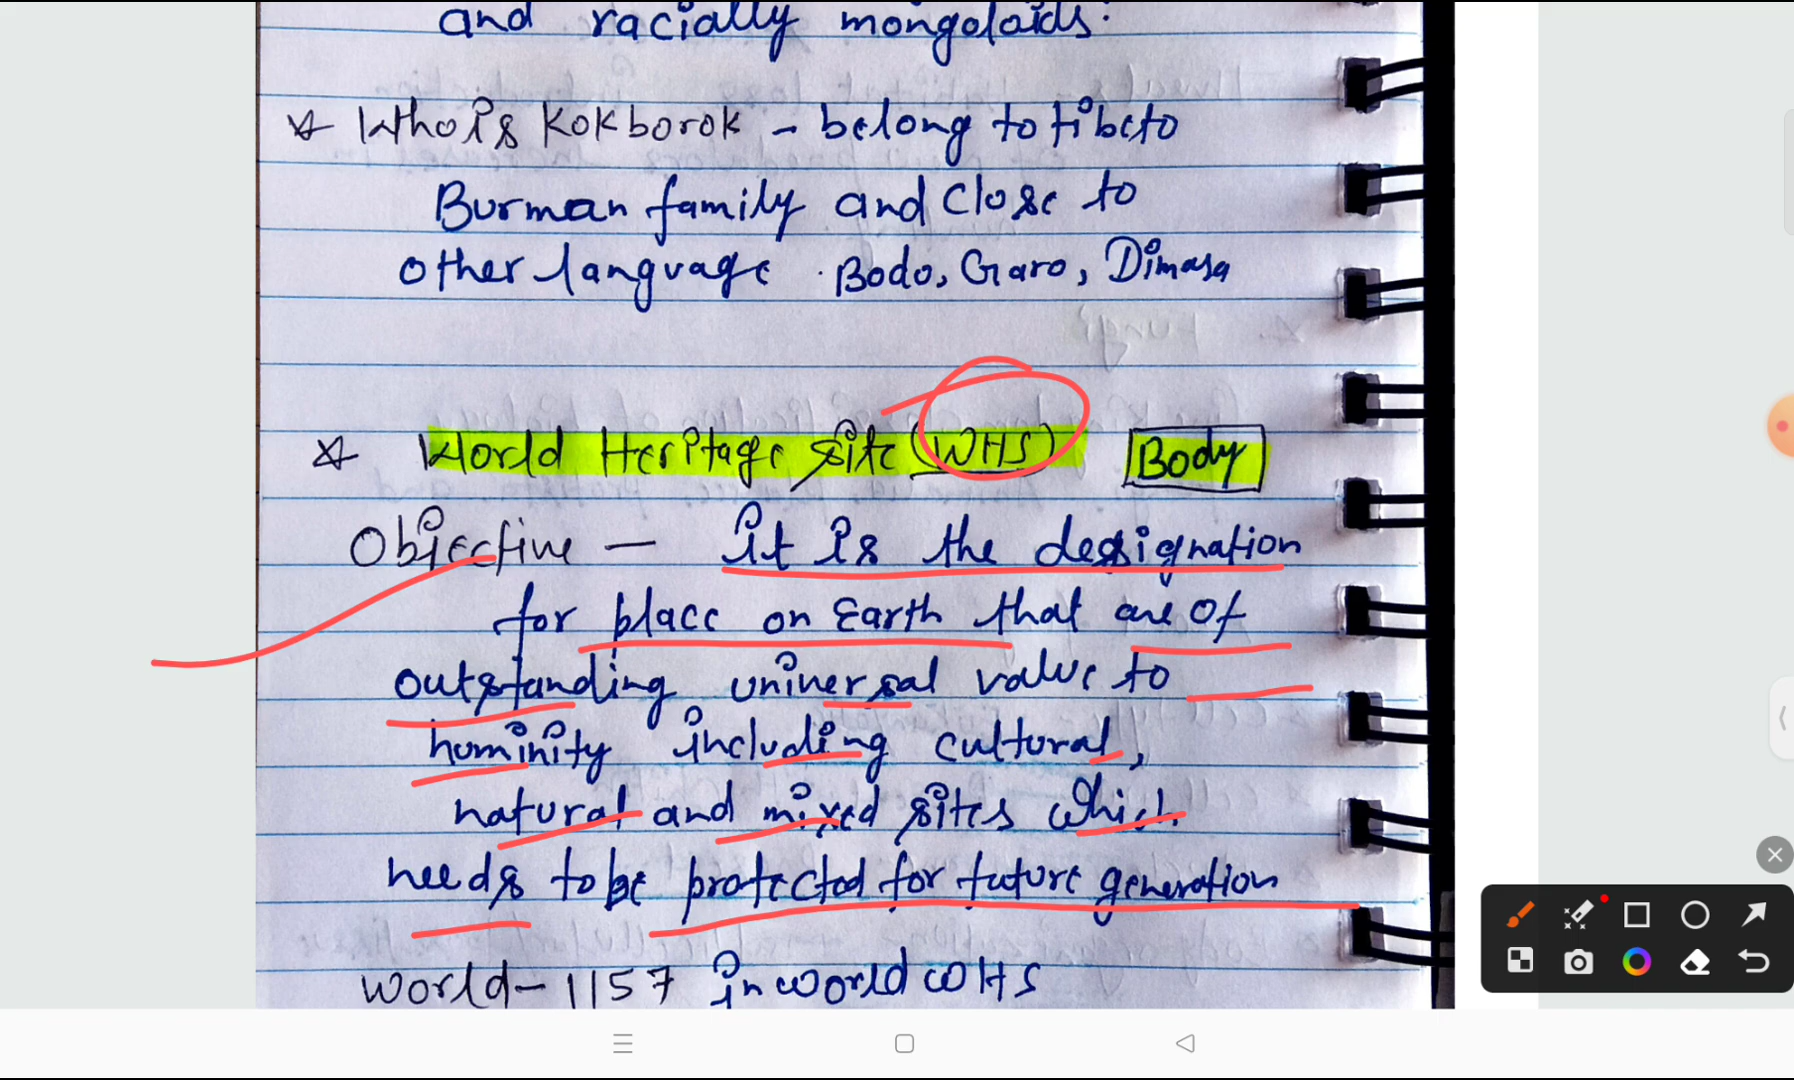 and racially mongoloids.
Who is Kokborok - belong to tibeto
Burman family and close to
other language . Bodo, Garo, Dimasa
World Heritage site (WHS) Body
Objective - it is the designation
for place on Earth that are of
outstanding universal value to
huminity including cultural,
natural and mixed sites which
needs to be protected for future generation
World - 1157 in world WHS